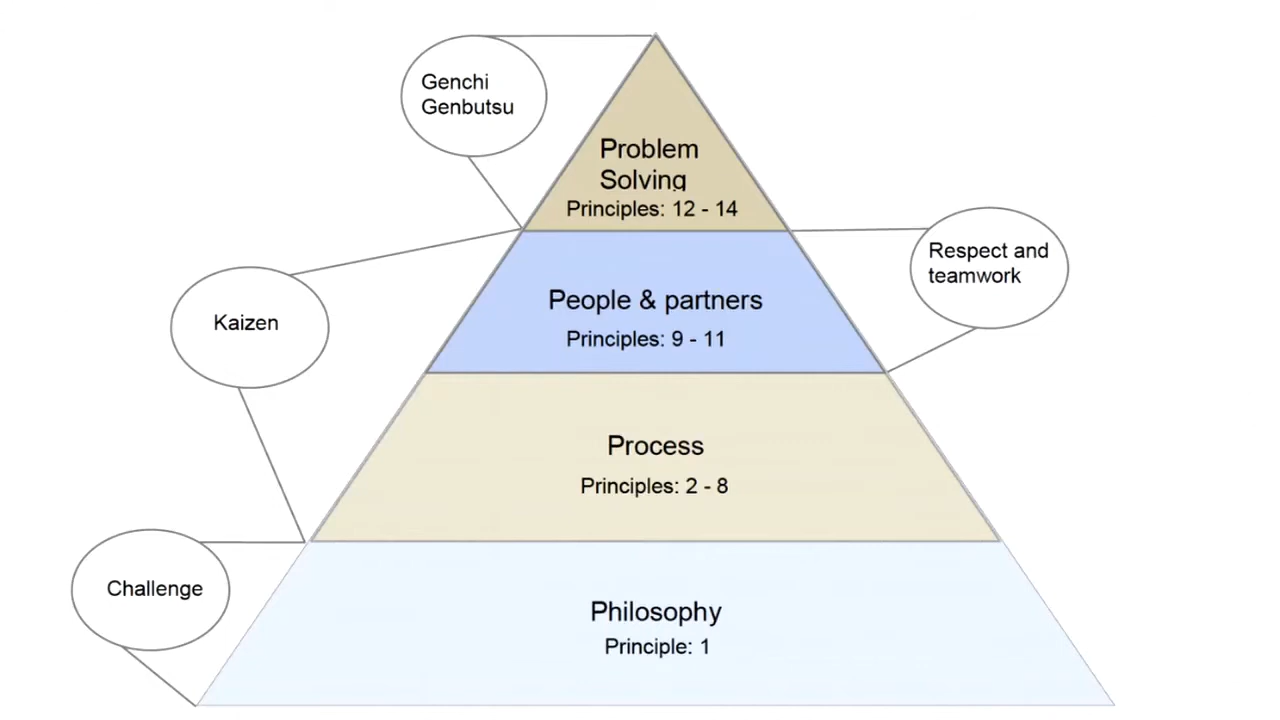 Genchi
Genbutsu
Problem
Solving
Principles: 12 - 14
Respect and
teamwork
People & partners
Principles: 9 - 11
Kaizen
Process
Principles: 2 - 8
Challenge
Philosophy
Principle: 1